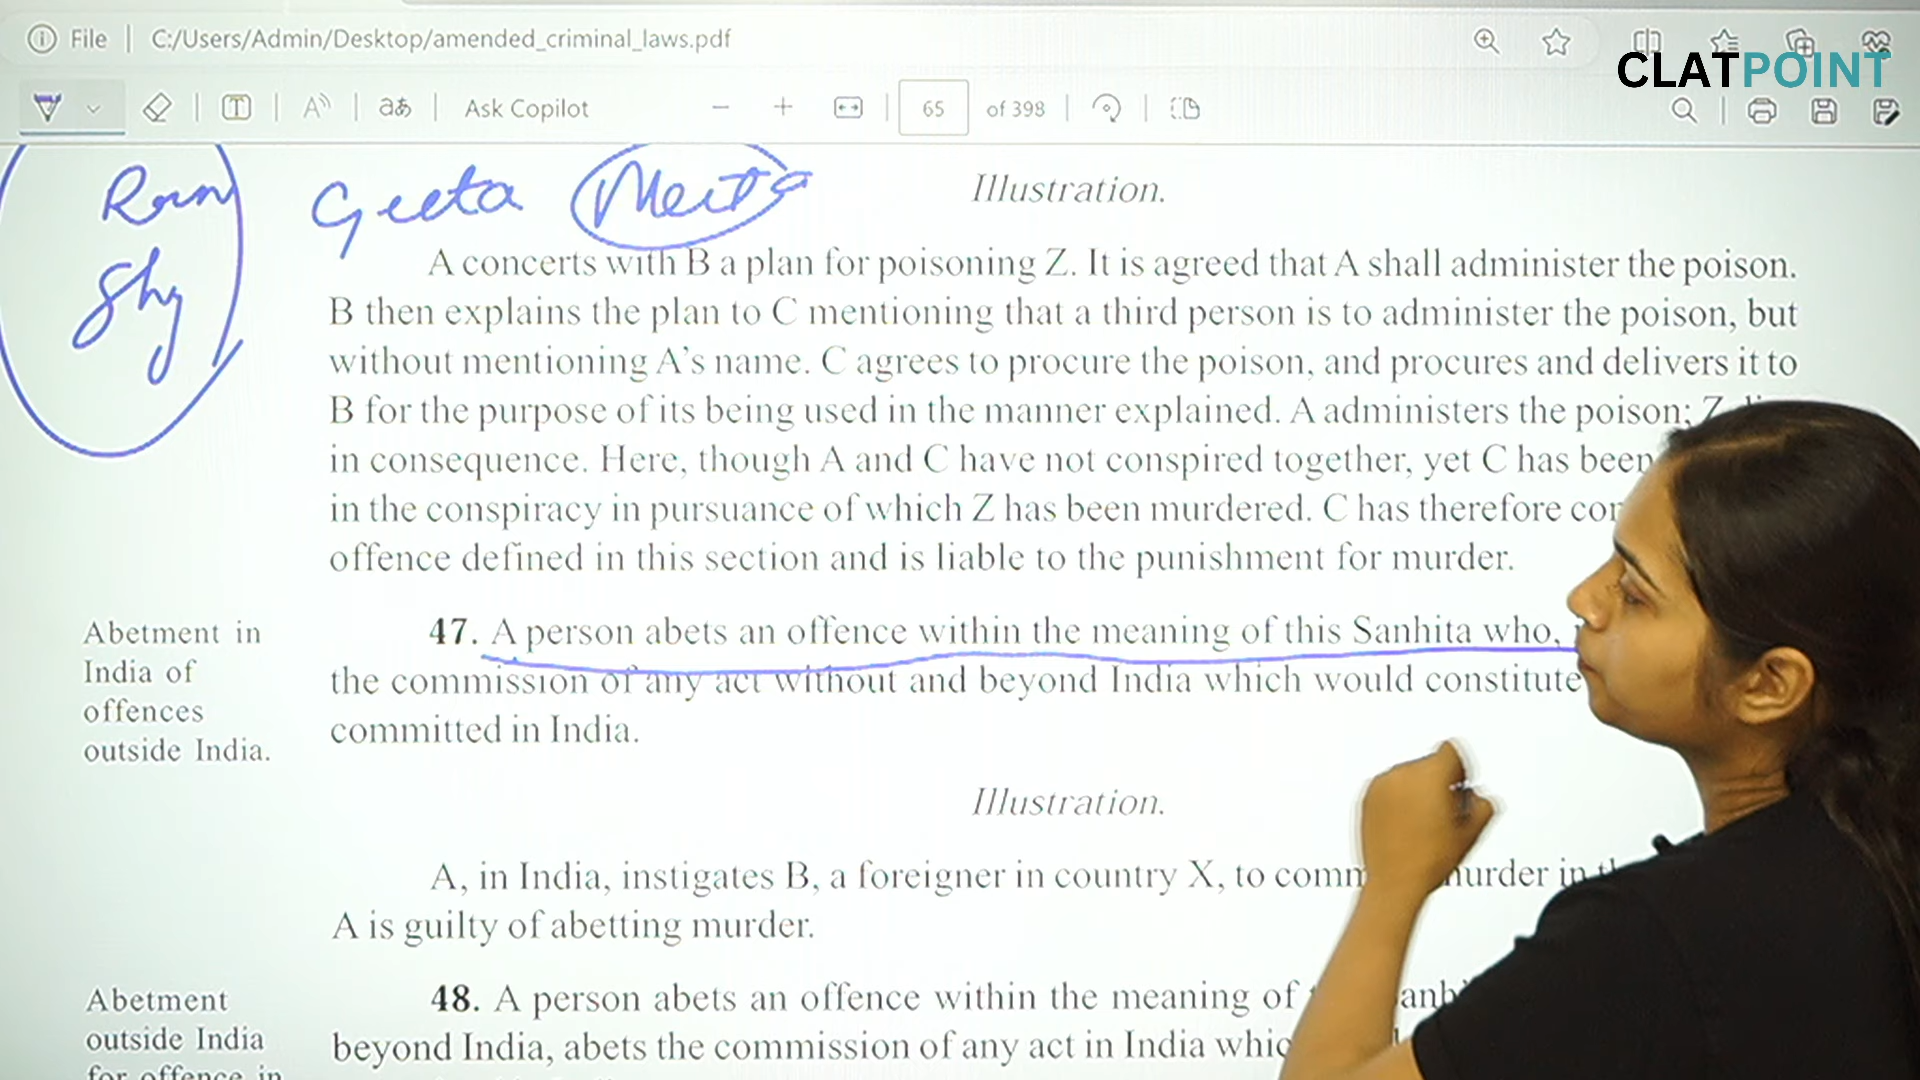 File | C:/Users/Admin/Desktop/amended_criminal_laws.pdf
CLATPOINT
Ask Copilot
65 of 398
Ram Geeta Meeta
Illustration.
Shy
A concerts with B a plan for poisoning Z. It is agreed that A shall administer the poison.
B then explains the plan to C mentioning that a third person is to administer the poison, but
without mentioning A's name. C agrees to procure the poison, and procures and delivers it to
B for the purpose of its being used in the manner explained. A administers the poison; Z
in consequence. Here, though A and C have not conspired together, yet C has been
in the conspiracy in pursuance of which Z has been murdered. C has therefore
offence defined in this section and is liable to the punishment for murder.
Abetment in
India of
offences
outside India.
47. A person abets an offence within the meaning of this Sanhita who,
the commission of any act without and beyond India which would constitute
committed in India.
Illustration.
A, in India, instigates B, a foreigner in country X, to murder in
A is guilty of abetting murder.
Abetment
outside India
for offence in
48. A person abets an offence within the meaning of
beyond India, abets the commission of any act in India